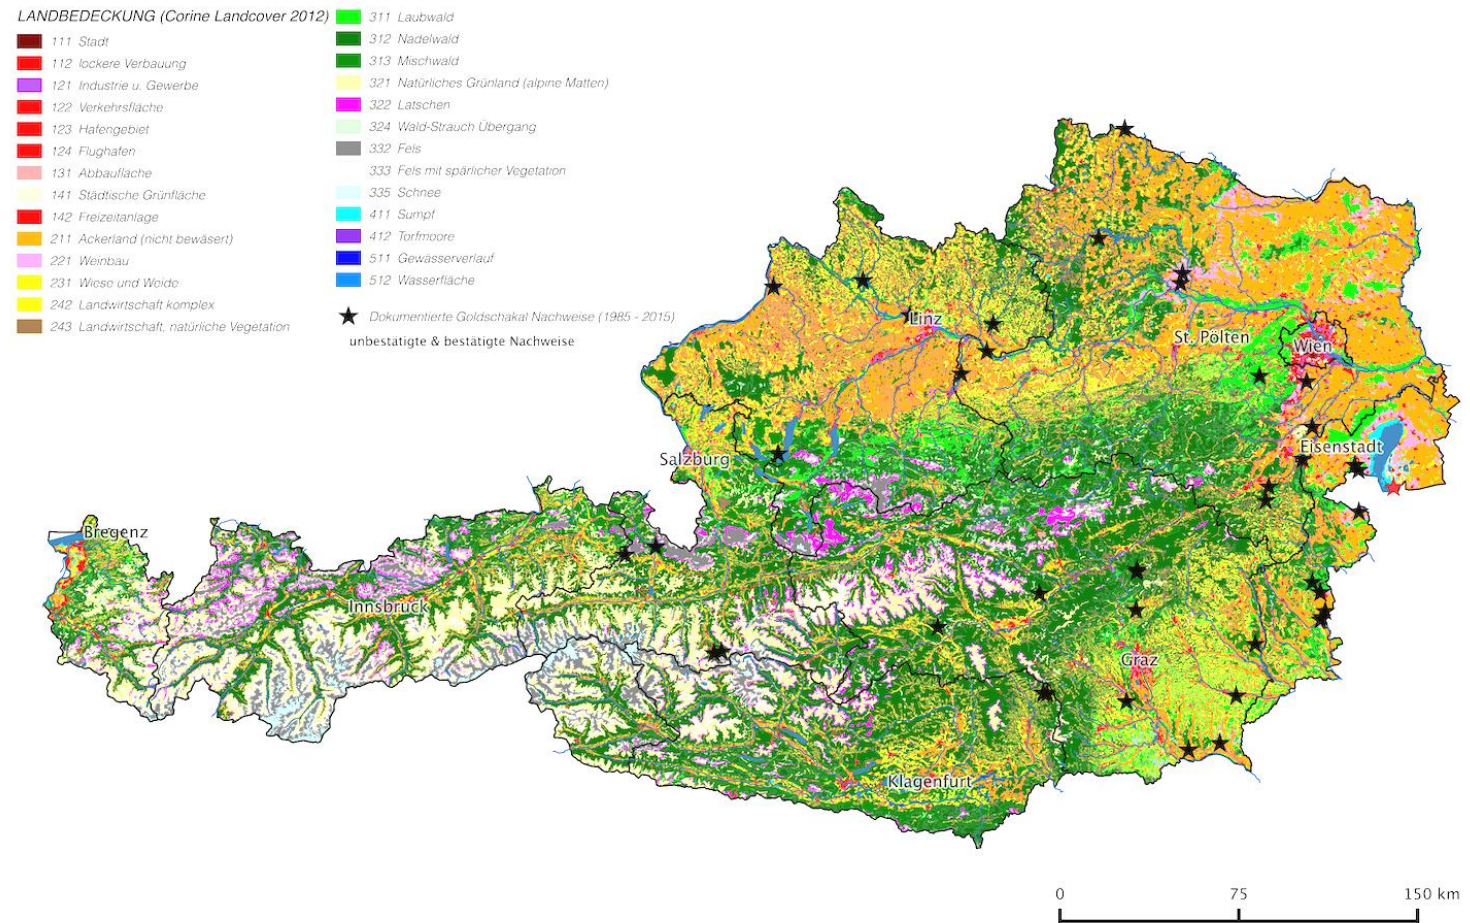 LANDBEDECKUNG (Corine Landcover 2012)
111 Stadt
112 lockere Verbauung
121 Industrie u. Gewerbe
122 Verkehrsfläche
123 Hafengebiet
124 Flughafen
131 Abbaufläche
141 Städtische Grünfläche
142 Freizeitanlage
211 Ackerland (nicht bewäsert)
221 Weinbau
231 Wiese und Weide
242 Landwirtschaft komplex
243 Landwirtschaft, natürliche Vegetation
311 Laubwald
312 Nadelwald
313 Mischwald
321 Natürliches Grünland (alpine Matten)
322 Latschen
324 Wald-Strauch Übergang
332 Fels
333 Fels mit spärlicher Vegetation
335 Schnee
411 Sumpf
412 Torfmoore
511 Gewässerverlauf
512 Wasserfläche
Dokumentierte Goldschakal Nachweise (1985 - 2015)
unbestätigte & bestätigte Nachweise
Linz
St. Pölten
Wien
Eisenstadt
Salzburg
Bregenz
Innsbruck
Graz
Klagenfurt
0 75 150 km